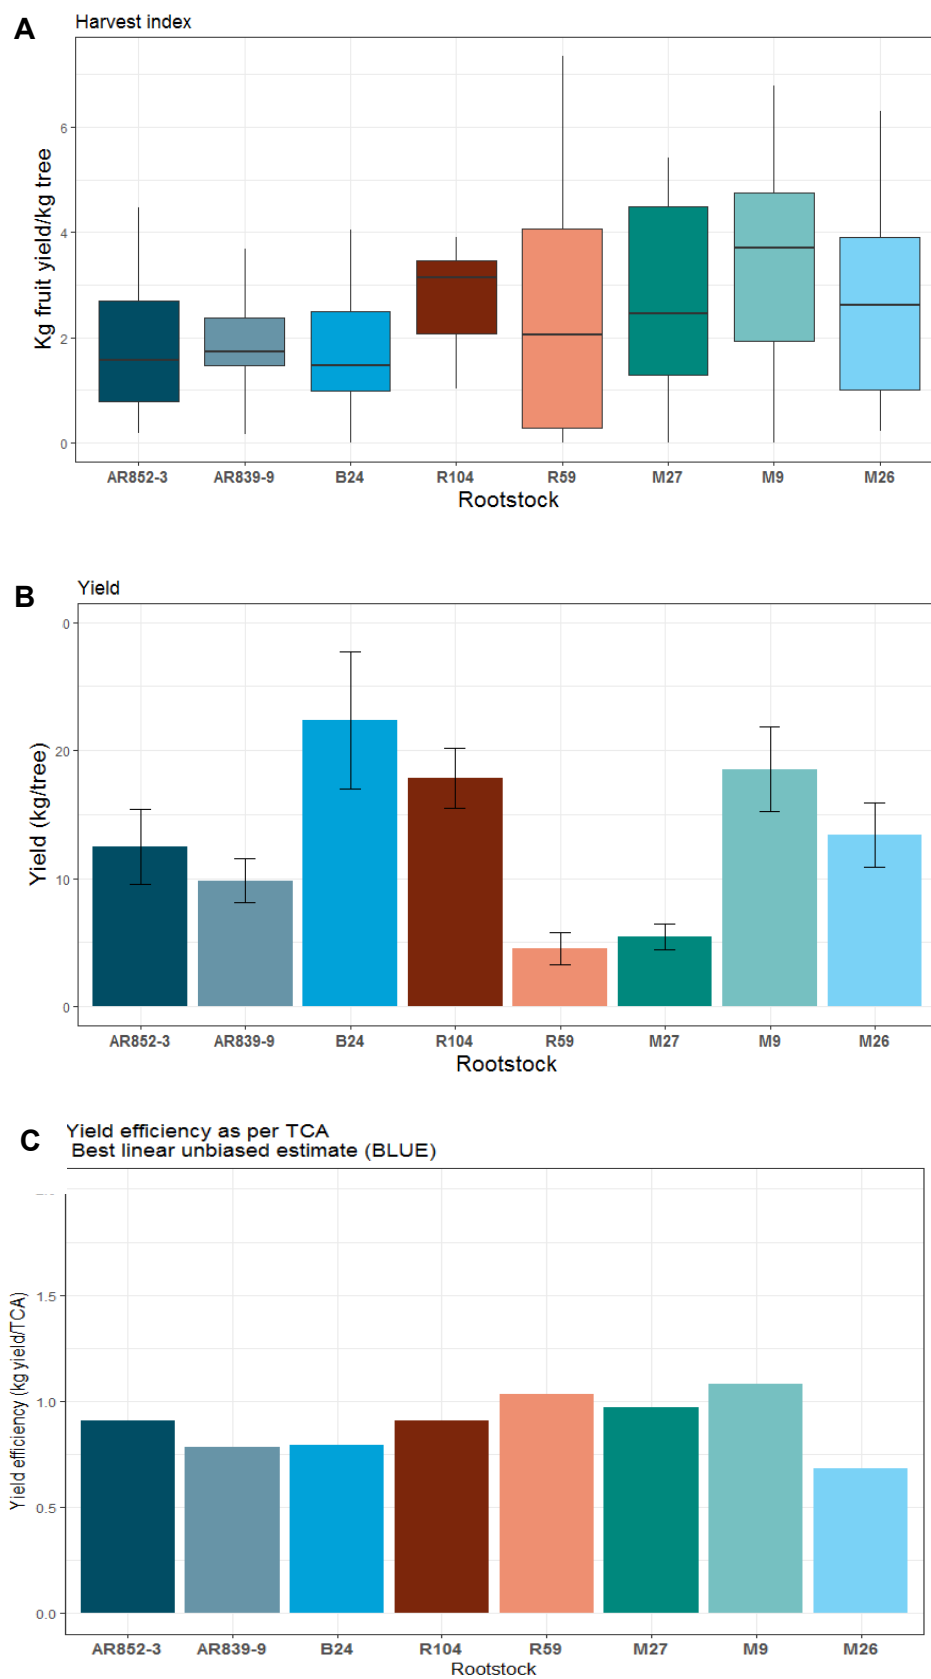 A
Harvest index
Kg fruit yield/kg tree
6
4
2
0
AR852-3 AR839-9 B24 R104 R59 M27 M9 M26
Rootstock
B
Yield
Yield (kg/tree)
0
20
10
0
AR852-3 AR839-9 B24 R104 R59 M27 M9 M26
Rootstock
C
Yield efficiency as per TCA
Best linear unbiased estimate (BLUE)
Yield efficiency (kg yield/TCA)
1.5
1.0
0.5
0.0
AR852-3 AR839-9 B24 R104 R59 M27 M9 M26
Rootstock